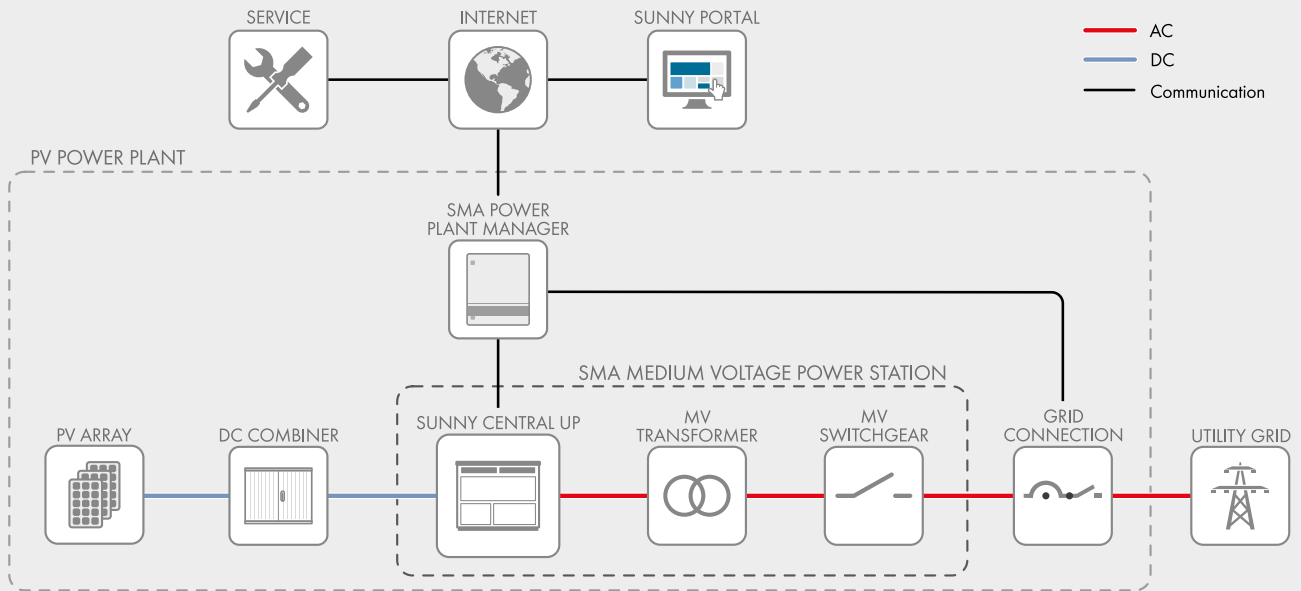 SERVICE
INTERNET
SUNNY PORTAL
AC
DC
Communication
PV POWER PLANT
SMA POWER
PLANT MANAGER
SMA MEDIUM VOLTAGE POWER STATION
PV ARRAY
DC COMBINER
SUNNY CENTRAL UP
MV
TRANSFORMER
MV
SWITCHGEAR
GRID
CONNECTION
UTILITY GRID